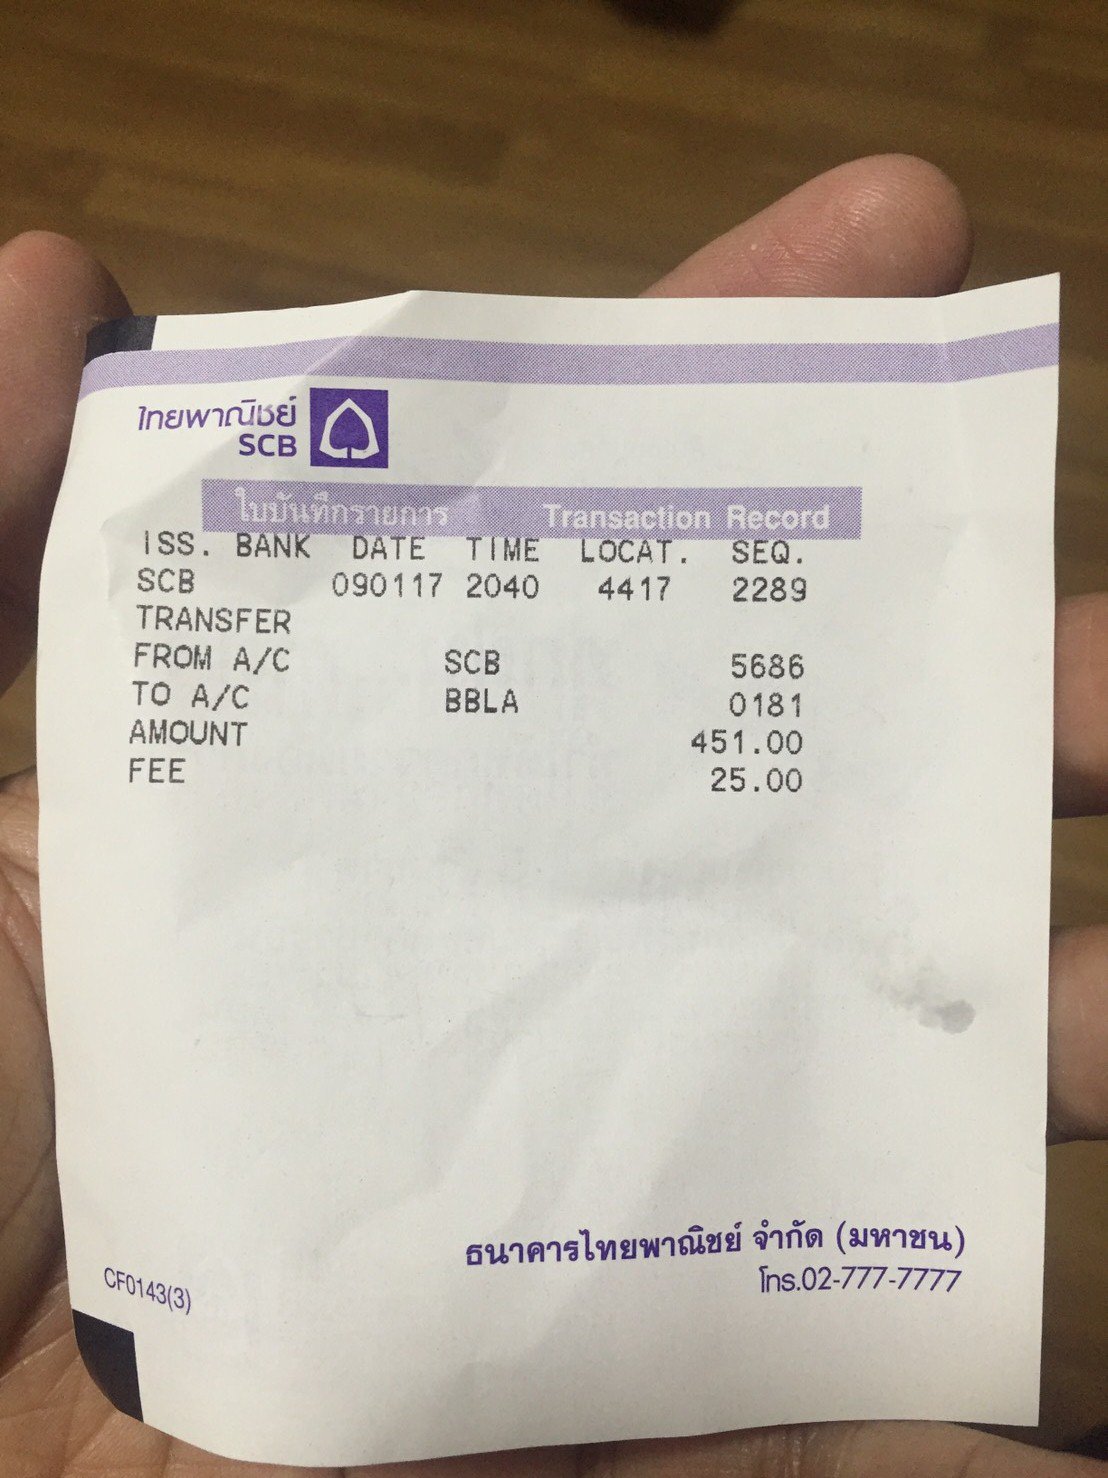 ไทยพาณิชย์
SCB
ใบบันทึกรายการ Transaction Record
ISS. BANK DATE TIME LOCAT. SEQ.
SCB 090117 2040 4417 2289
TRANSFER
FROM A/C SCB 5686
TO A/C BBLA 0181
AMOUNT 451.00
FEE 25.00
ธนาคารไทยพาณิชย์ จำกัด (มหาชน)
โทร.02-777-7777
CF0143(3)